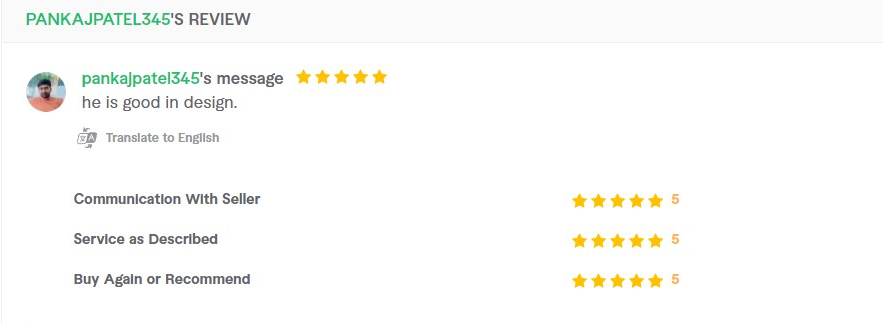 PANKAJPATEL345'S REVIEW
pankajpatel345's message
he is good in design.
Translate to English
Communication With Seller 5
Service as Described 5
Buy Again or Recommend 5